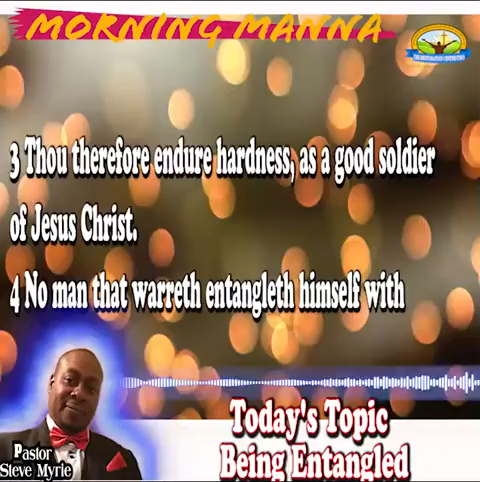 MORNING MANNA
3 Thou therefore endure hardness, as a good soldier
of Jesus Christ.
4 No man that warreth entangleth himself with
Today's Topic
Being Entangled
Pastor
Steve Myrie